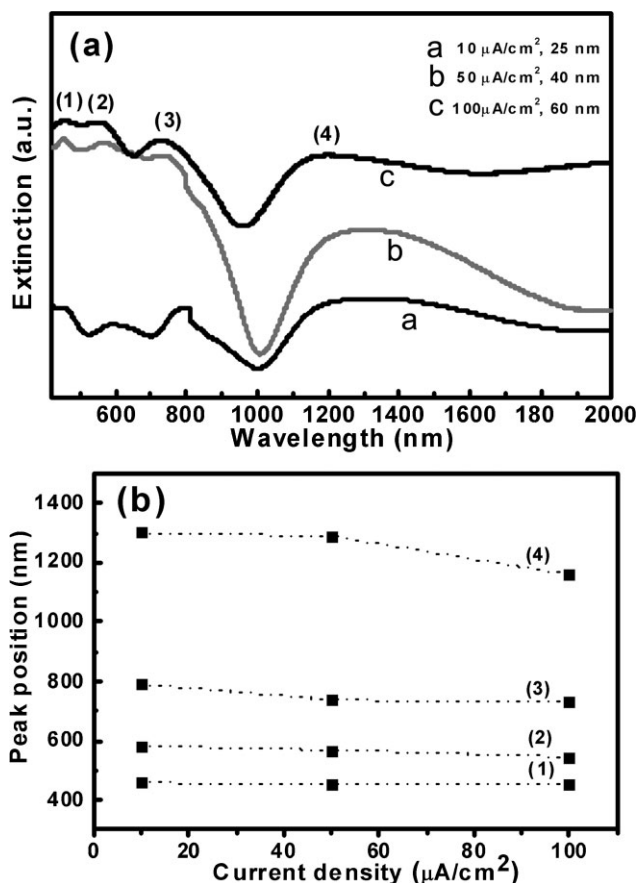 (a)
a 10 μA/cm², 25 nm
b 50 μA/cm², 40 nm
c 100μA/cm², 60 nm
(1) (2) (3) (4)
c
b
a
Extinction (a.u.)
600 800 1000 1200 1400 1600 1800 2000
Wavelength (nm)
(b)
1400
1200
1000
800
600
400
Peak position (nm)
(4)
(3)
(2)
(1)
0 20 40 60 80 100
Current density (μA/cm²)